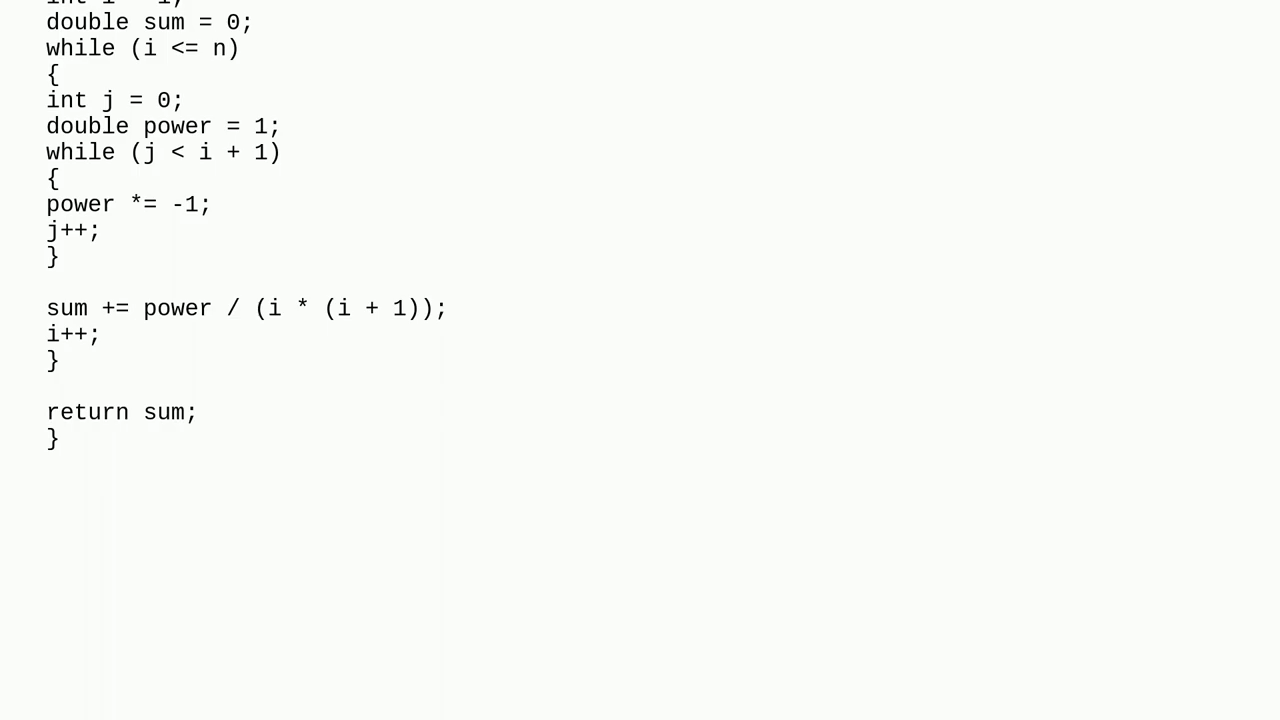 double sum = 0;
while (i <= n)
{
int j = 0;
double power = 1;
while (j < i + 1)
{
power *= -1;
j++;
}

sum += power / (i * (i + 1));
i++;
}

return sum;
}